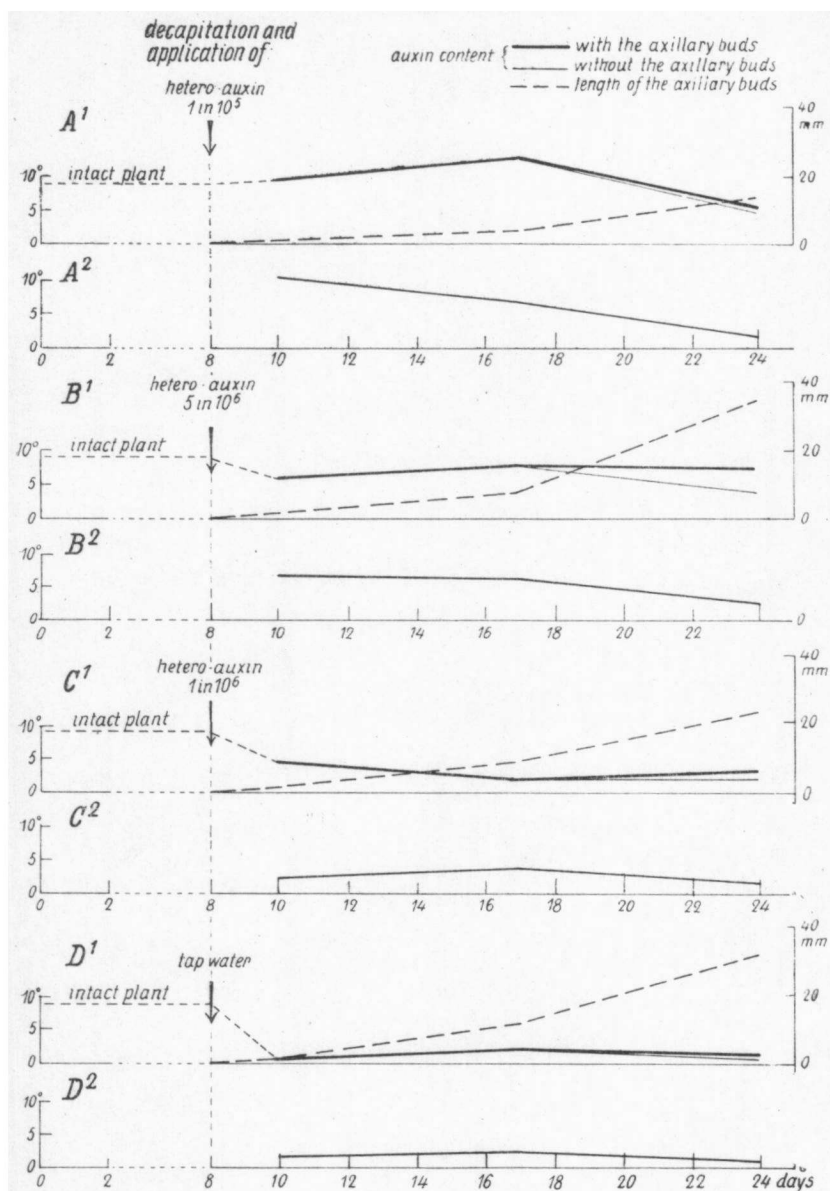 decapitation and
application of:
auxin content { with the axillary buds
without the axillary buds
length of the axillary buds
hetero-auxin
1 in 10⁵
A¹
40
mm
20
0
10°
5
0
intact plant
A²
10°
5
0
0 2 8 10 12 14 16 18 20 22 24
hetero-auxin
5 in 10⁶
B¹
40
mm
20
0
10°
5
0
intact plant
B²
10°
5
0
0
0 2 8 10 12 14 16 18 20 22
hetero-auxin
1 in 10⁶
C¹
40
mm
20
0
10°
5
0
intact plant
C²
10°
5
0
0 2 8 10 12 14 16 18 20 22 24
tap water
D¹
40
mm
20
0
10°
5
0
intact plant
D²
10°
5
0
0 2 8 10 12 14 16 18 20 22 24 days